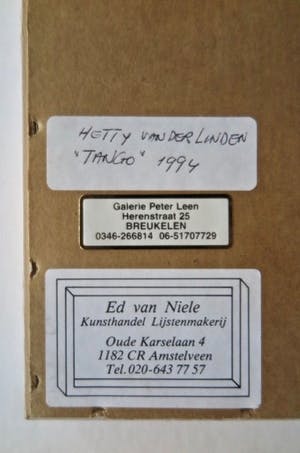 HETTY VAN DER LINDEN
"TANGO" 1994
Galerie Peter Leen
Herenstraat 25
BREUKELEN
0346-266814 06-51707729
Ed van Niele
Kunsthandel Lijstenmakerij
Oude Karselaan 4
1182 CR Amstelveen
Tel. 020-643 77 57